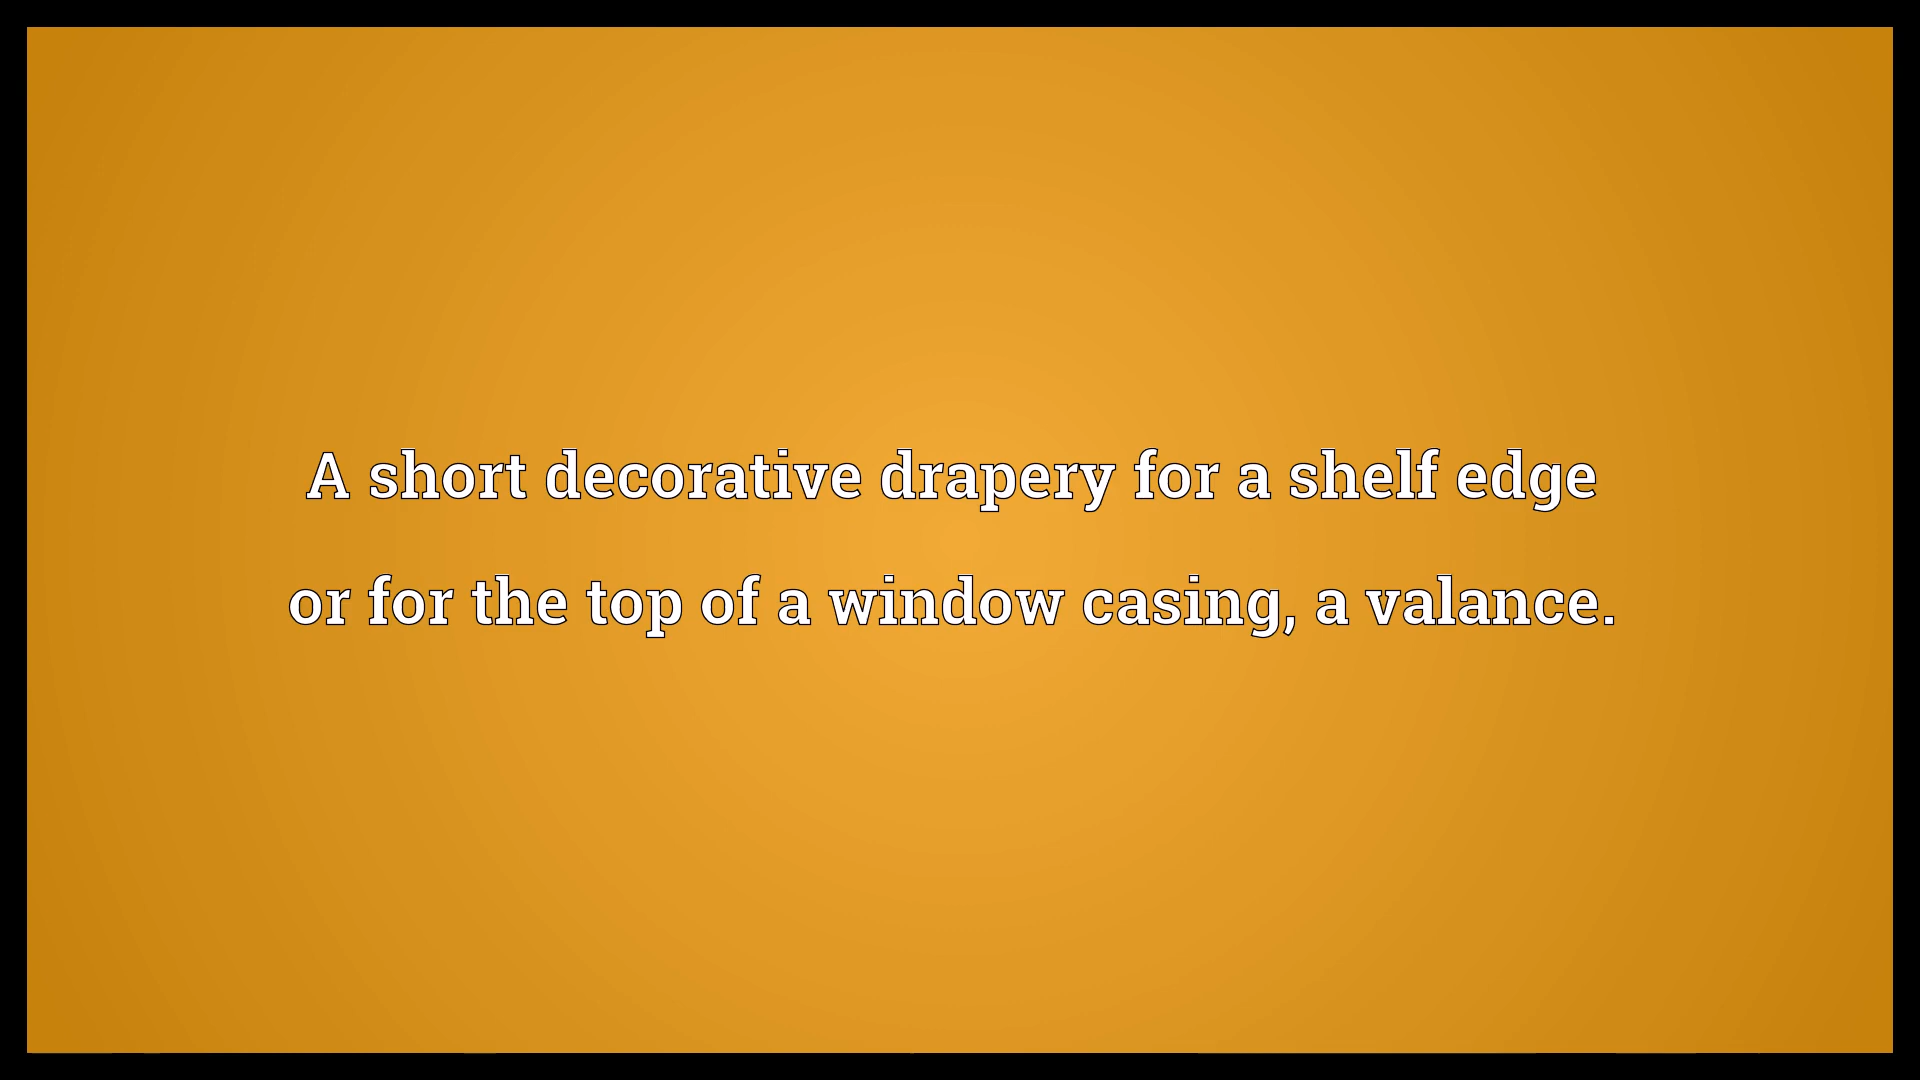 A short decorative drapery for a shelf edge
or for the top of a window casing, a valance.